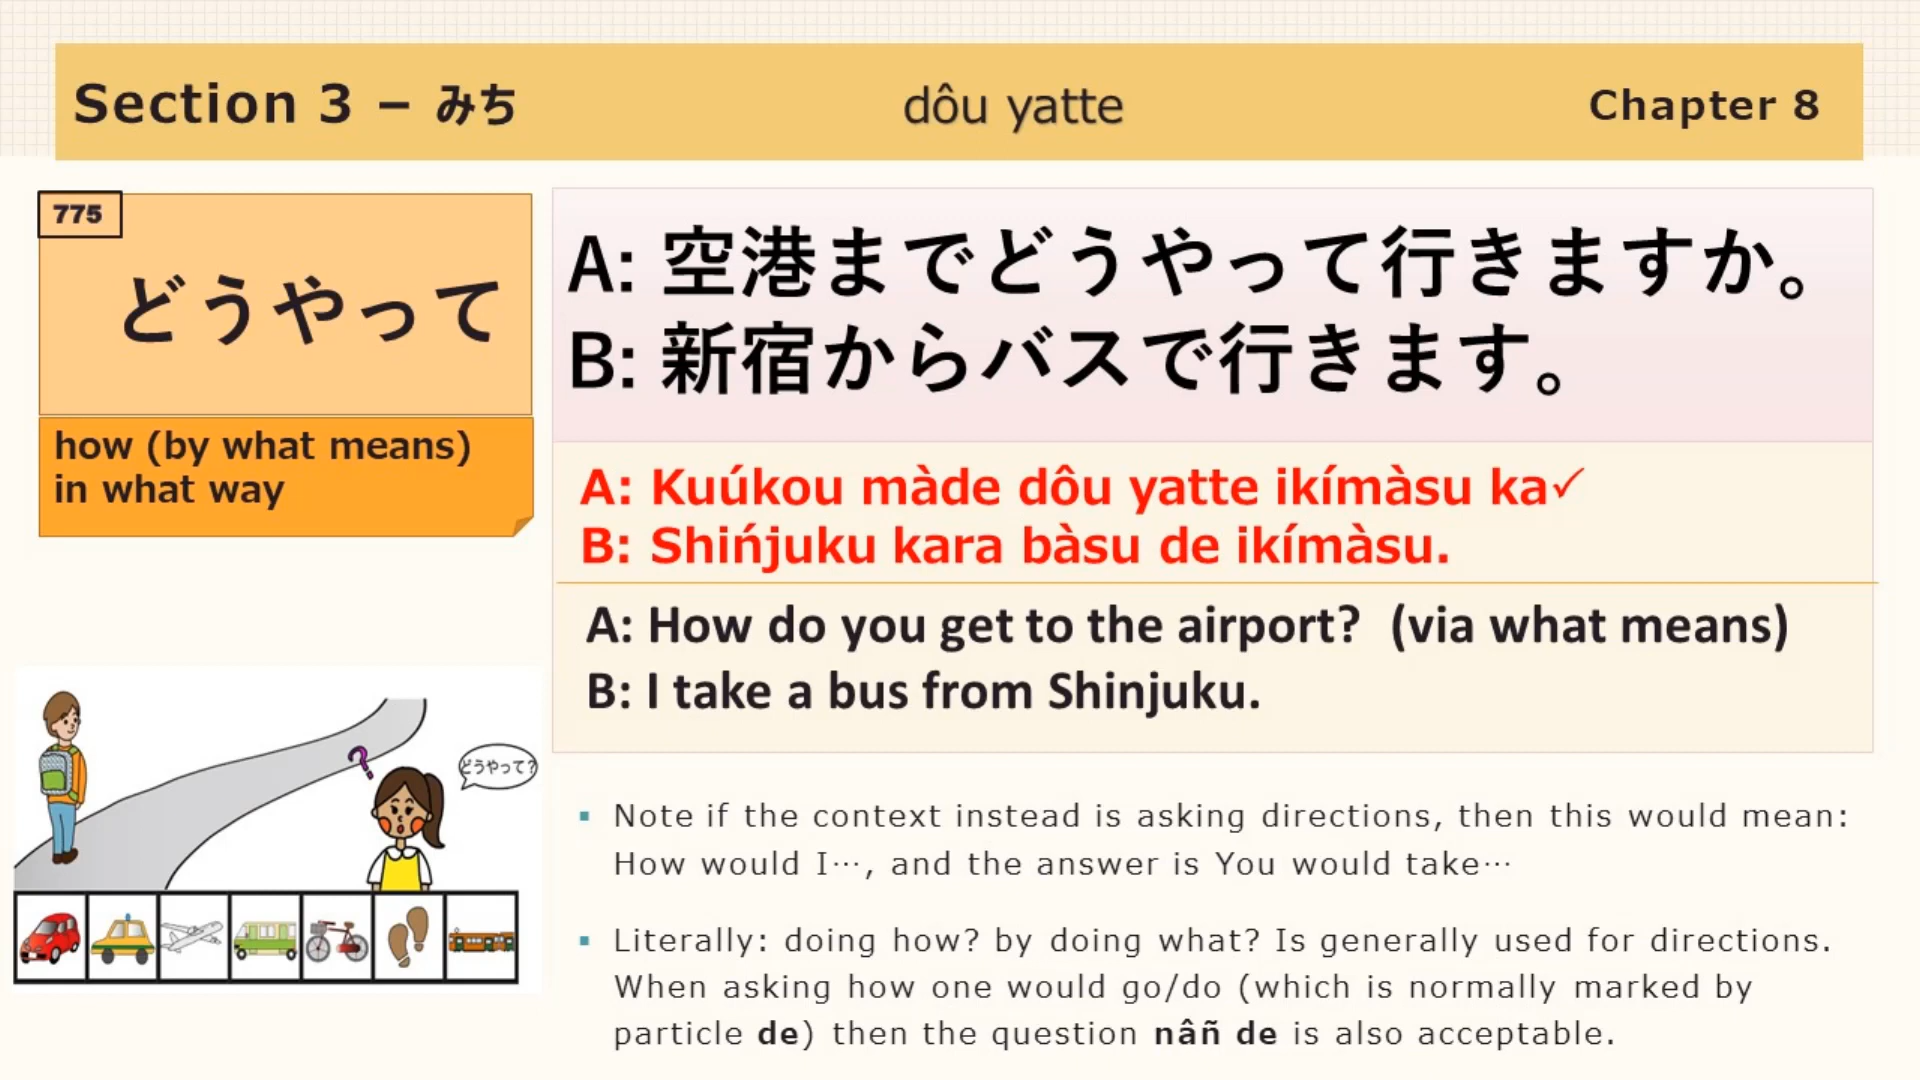 Section 3 – みち
dôu yatte
Chapter 8
775
どうやって
how (by what means)
in what way
A: 空港までどうやって行きますか。
B: 新宿からバスで行きます。
A: Kuúkou màde dôu yatte ikímàsu ka✓
B: Shińjuku kara bàsu de ikímàsu.
A: How do you get to the airport? (via what means)
B: I take a bus from Shinjuku.
?
どうやって?
▪ Note if the context instead is asking directions, then this would mean:
How would I…, and the answer is You would take…
▪ Literally: doing how? by doing what? Is generally used for directions.
When asking how one would go/do (which is normally marked by
particle de) then the question nâñ de is also acceptable.